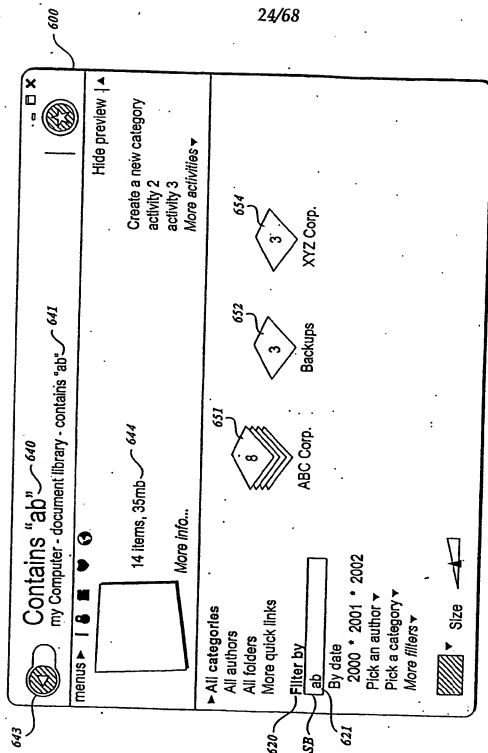 24/68
600
643
Contains "ab" 640
my Computer - document library - contains "ab" 641
menus
Hide preview
14 items, 35mb 644
More info...
Create a new category
activity 2
activity 3
More activities
All categories
All authors
All folders
More quick links
620
Filter by
SB
ab
621
By date
2000 * 2001 * 2002
Pick an author
Pick a category
More filters
Size
651
8
ABC Corp.
652
3
Backups
654
3
XYZ Corp.